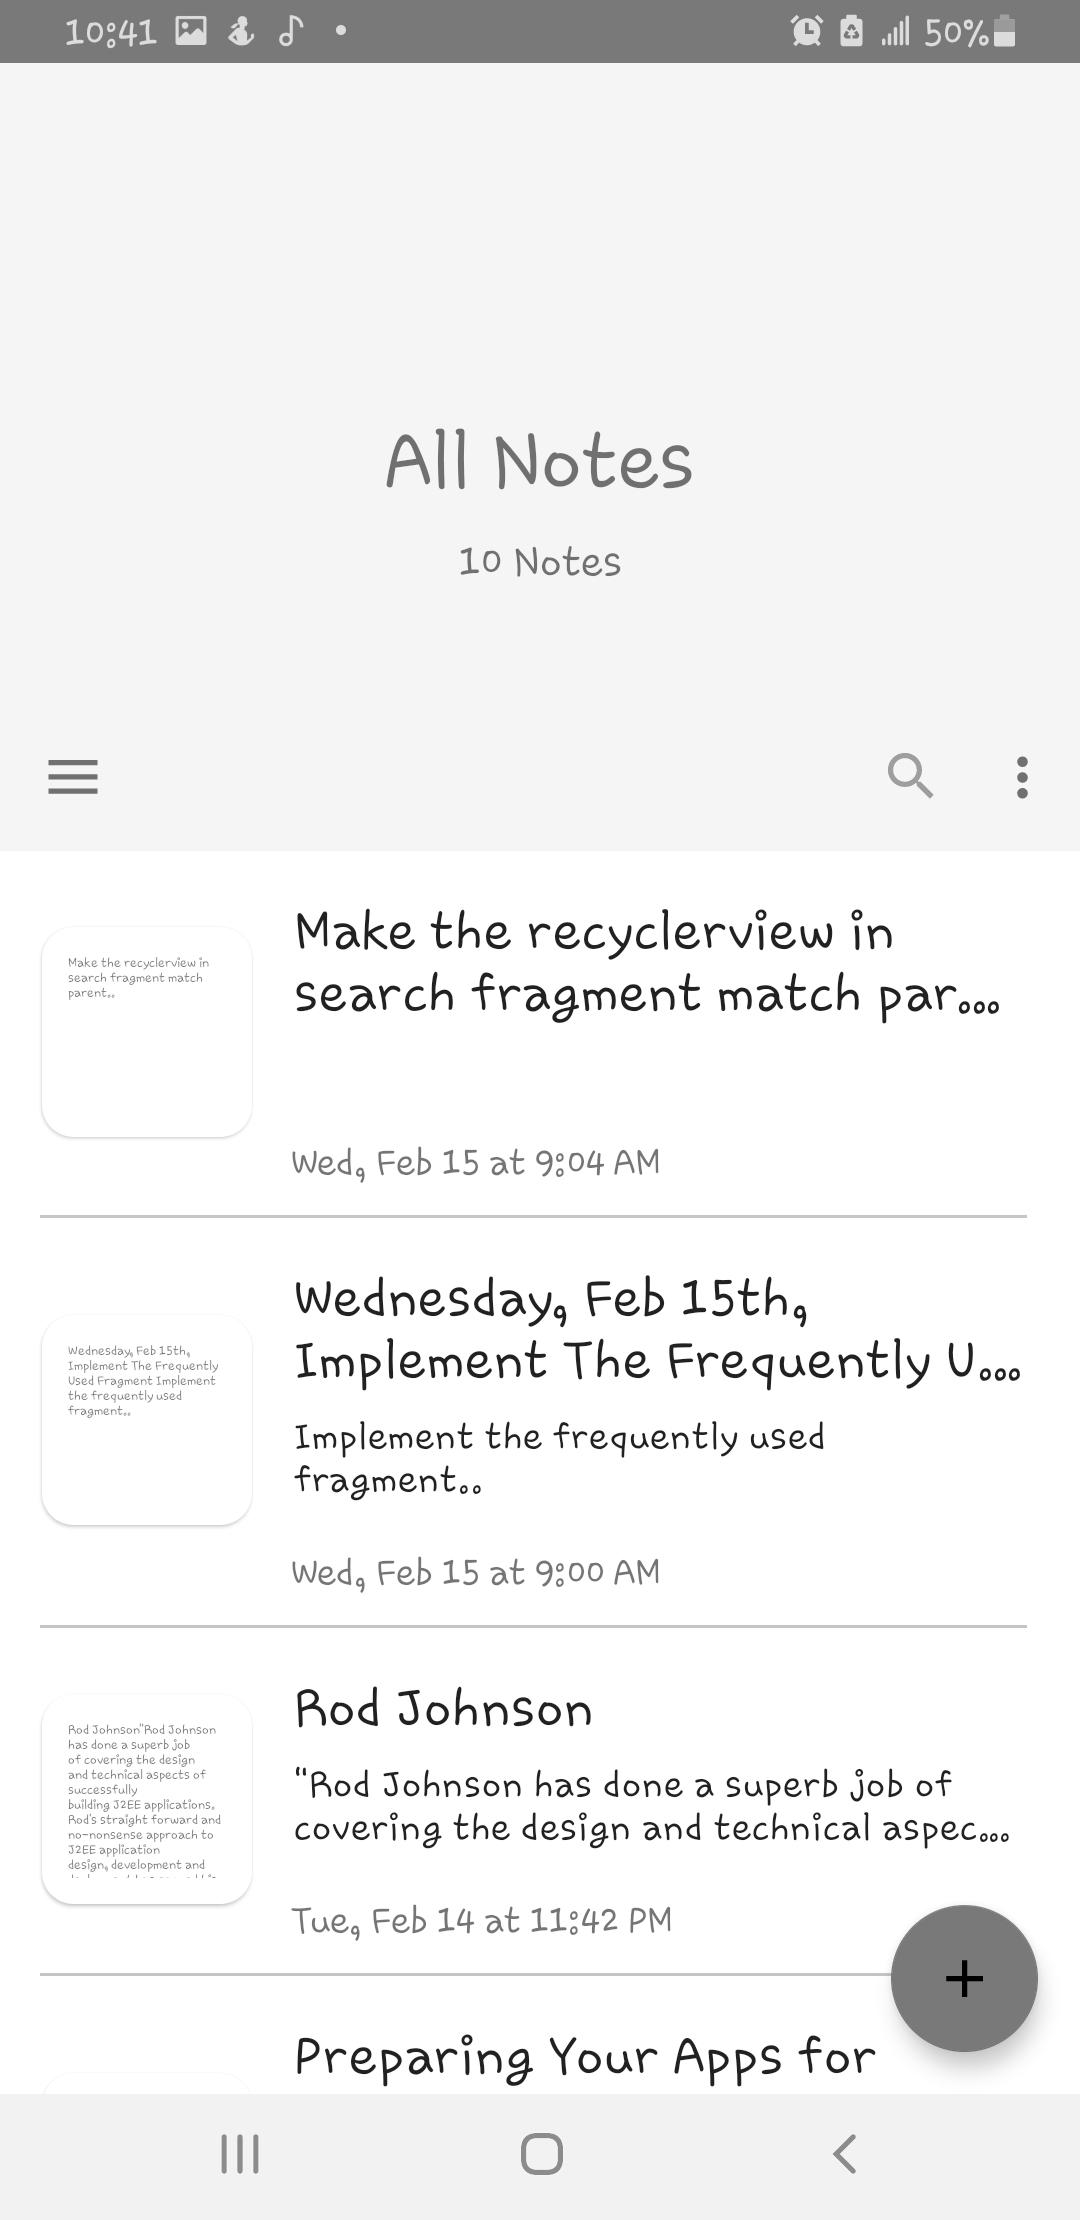 10:41
50%
All Notes
10 Notes
Make the recyclerview in
search fragment match
parent..
Make the recyclerview in
search fragment match par...
Wed, Feb 15 at 9:04 AM
Wednesday, Feb 15th,
Implement The Frequently
Used Fragment Implement
the frequently used
fragment..
Wednesday, Feb 15th,
Implement The Frequently U...
Implement the frequently used
fragment..
Wed, Feb 15 at 9:00 AM
Rod Johnson"Rod Johnson
has done a superb job
of covering the design
and technical aspects of
successfully
building J2EE applications.
Rod's straight forward and
no-nonsense approach to
J2EE application
design, development and
Rod Johnson
"Rod Johnson has done a superb job of
covering the design and technical aspec...
Tue, Feb 14 at 11:42 PM
Preparing Your Apps for